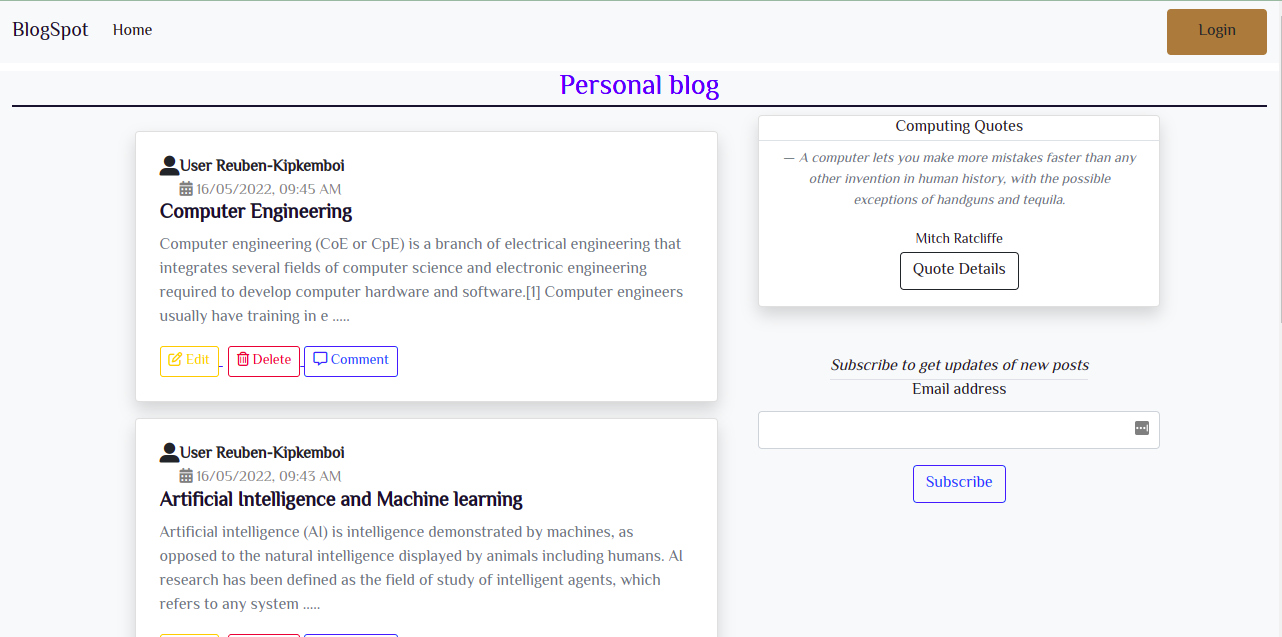 BlogSpot Home Login
Personal blog
User Reuben-Kipkemboi
16/05/2022, 09:45 AM
Computer Engineering
Computer engineering (CoE or CpE) is a branch of electrical engineering that
integrates several fields of computer science and electronic engineering
required to develop computer hardware and software.[1] Computer engineers
usually have training in e .....
Edit Delete Comment
User Reuben-Kipkemboi
16/05/2022, 09:43 AM
Artificial Intelligence and Machine learning
Artificial intelligence (AI) is intelligence demonstrated by machines, as
opposed to the natural intelligence displayed by animals including humans. AI
research has been defined as the field of study of intelligent agents, which
refers to any system .....
Computing Quotes
— A computer lets you make more mistakes faster than any
other invention in human history, with the possible
exceptions of handguns and tequila.
Mitch Ratcliffe
Quote Details
Subscribe to get updates of new posts
Email address
Subscribe